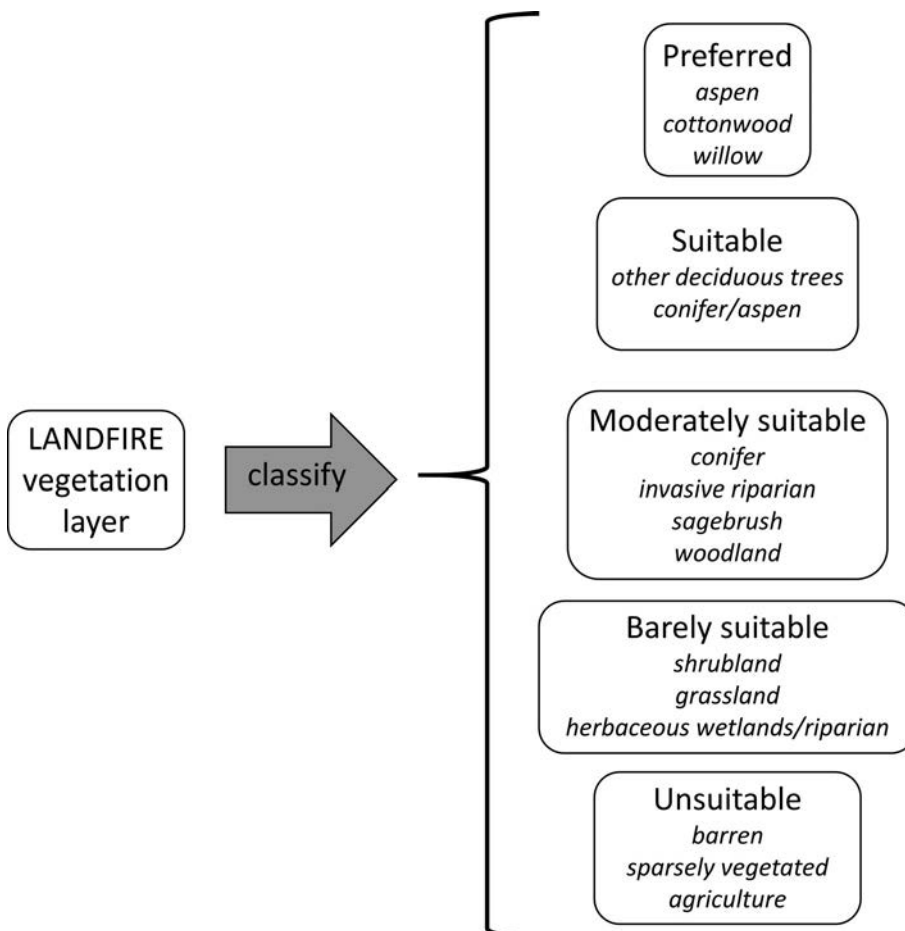 LANDFIRE
vegetation
layer
classify
Preferred
aspen
cottonwood
willow
Suitable
other deciduous trees
conifer/aspen
Moderately suitable
conifer
invasive riparian
sagebrush
woodland
Barely suitable
shrubland
grassland
herbaceous wetlands/riparian
Unsuitable
barren
sparsely vegetated
agriculture